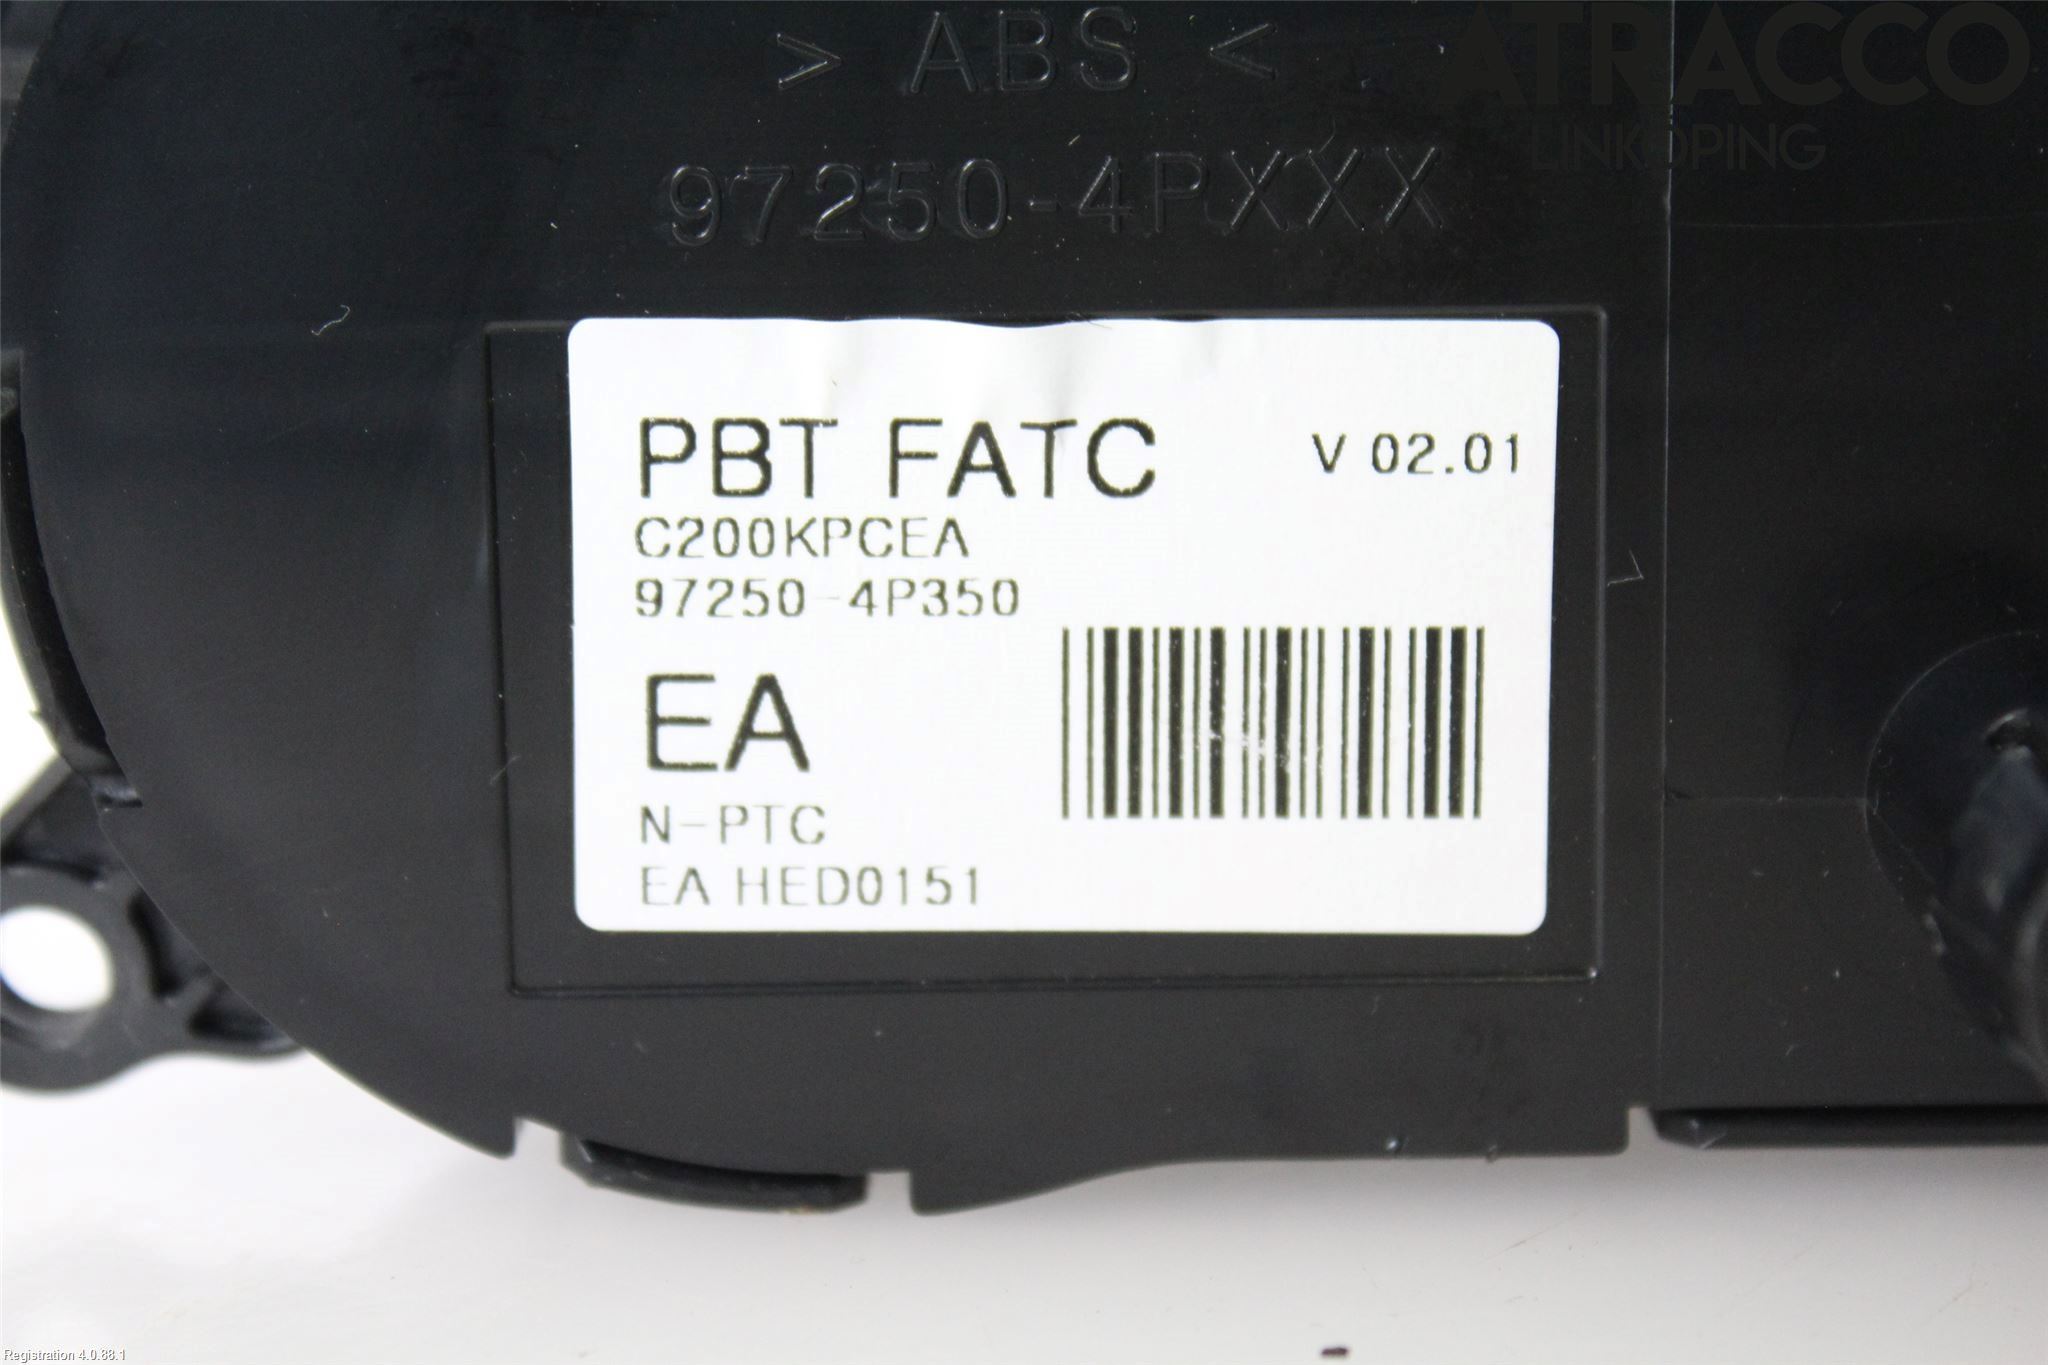 > ABS <
ATRACCO
LINKÖPING
97250-4PXXX
PBT FATC
V 02.01
C200KPCEA
97250-4P350
EA
N-PTC
EA HED0151
Registration 4.0.88.1